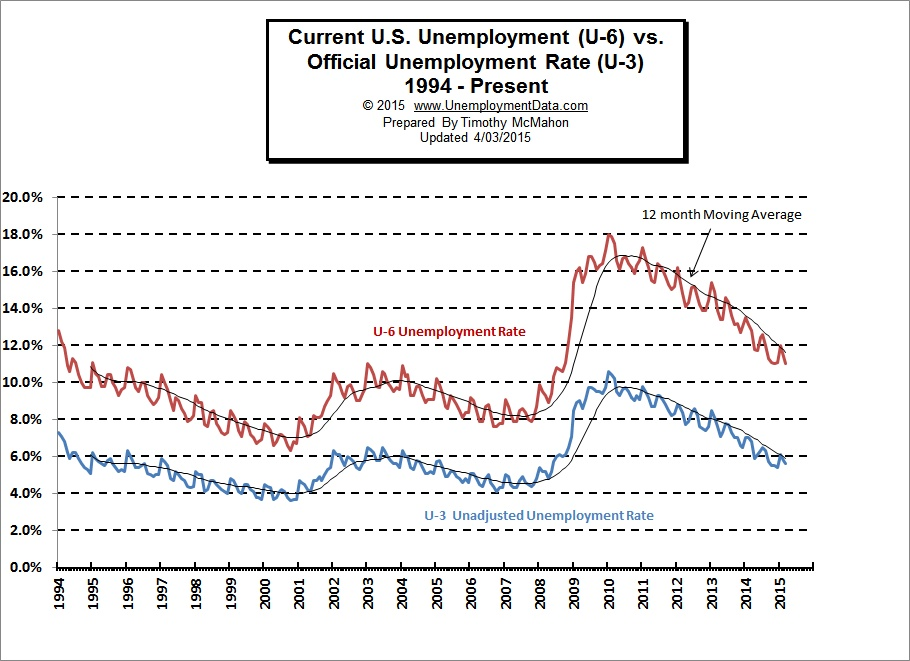 Current U.S. Unemployment (U-6) vs.
Official Unemployment Rate (U-3)
1994 - Present
© 2015 www.UnemploymentData.com
Prepared By Timothy McMahon
Updated 4/03/2015
20.0%
12 month Moving Average
18.0%
16.0%
14.0%
U-6 Unemployment Rate
12.0%
10.0%
8.0%
6.0%
4.0%
U-3 Unadjusted Unemployment Rate
2.0%
0.0%
1994 1995 1996 1997 1998 1999 2000 2001 2002 2003 2004 2005 2006 2007 2008 2009 2010 2011 2012 2013 2014 2015